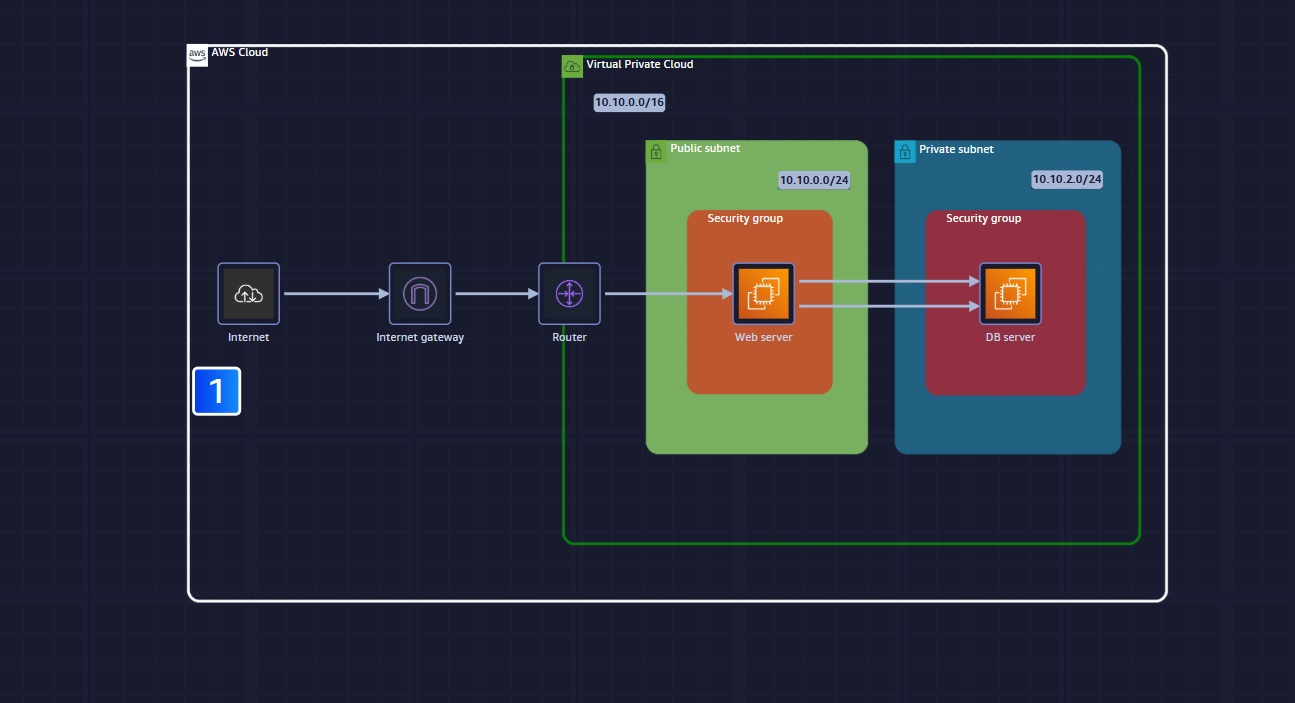 aws
AWS Cloud
Virtual Private Cloud
10.10.0.0/16
Public subnet
Private subnet
10.10.0.0/24
10.10.2.0/24
Security group
Security group
Internet
Internet gateway
Router
Web server
DB server
1